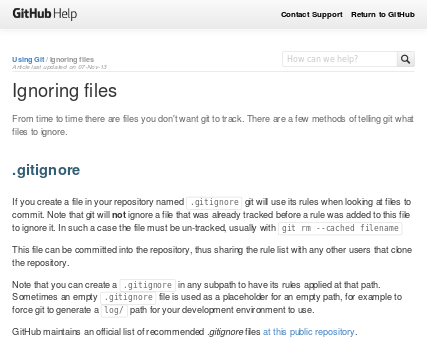 GitHub Help
Contact Support Return to GitHub
Using Git / Ignoring files
Article last updated on 07-Nov-13
How can we help?
Ignoring files
From time to time there are files you don't want git to track. There are a few methods of telling git what
files to ignore.
.gitignore
If you create a file in your repository named .gitignore git will use its rules when looking at files to
commit. Note that git will not ignore a file that was already tracked before a rule was added to this file
to ignore it. In such a case the file must be un-tracked, usually with git rm --cached filename
This file can be committed into the repository, thus sharing the rule list with any other users that clone
the repository.
Note that you can create a .gitignore in any subpath to have its rules applied at that path.
Sometimes an empty .gitignore file is used as a placeholder for an empty path, for example to
force git to generate a log/ path for your development environment to use.
GitHub maintains an official list of recommended .gitignore files at this public repository.